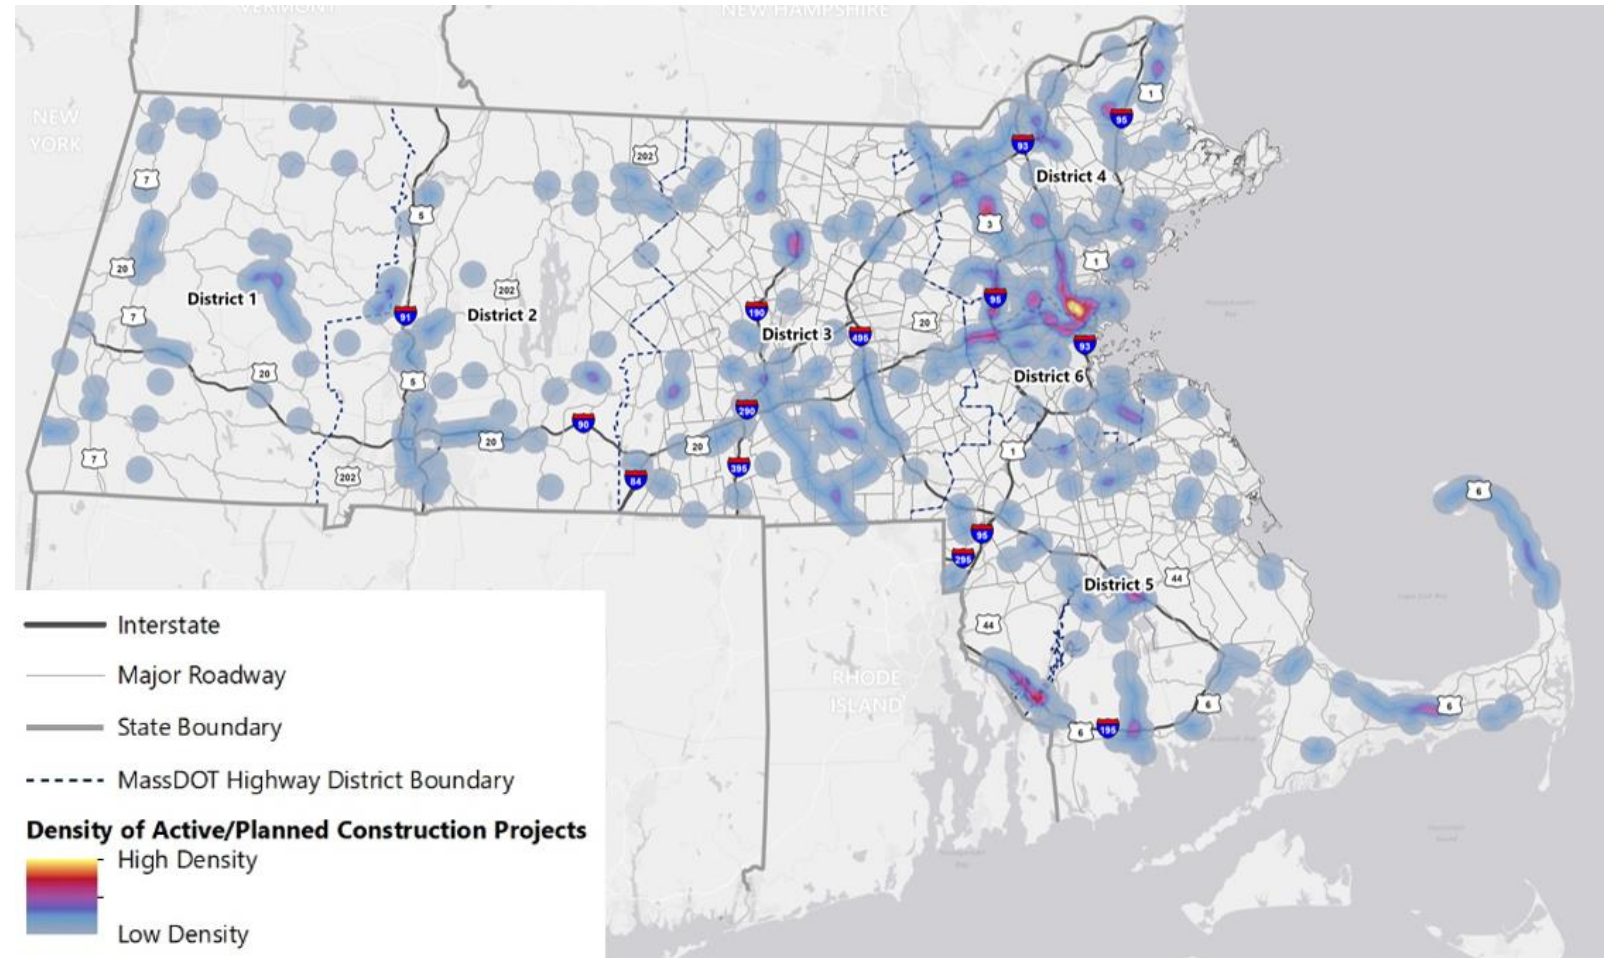 VERMONT
NEW HAMPSHIRE
NEW
YORK
1
95
93
202
7
District 4
5
3
1
20
District 1
202
95
7
91
District 2
190
District 3
20
495
93
20
5
District 6
290
90
20
20
1
7
202
395
84
6
95
295
District 5
44
44
RHODE
ISLAND
6
6
6
195
Interstate
Major Roadway
State Boundary
MassDOT Highway District Boundary
Density of Active/Planned Construction Projects
High Density
Low Density